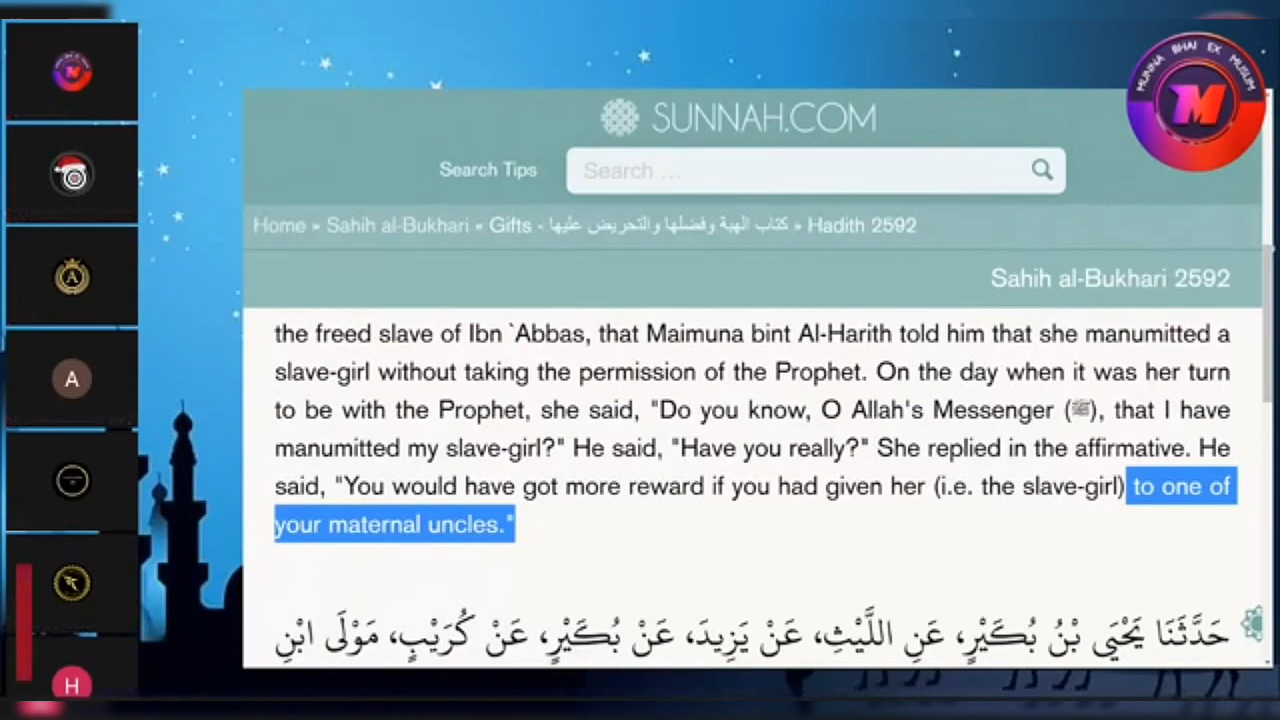 MUNNA BHAI EX MUSLIM
M
SUNNAH.COM
Search Tips
Search ...
Home » Sahih al-Bukhari » Gifts - كتاب الهبة وفضلها والتحريض عليها » Hadith 2592
Sahih al-Bukhari 2592
the freed slave of Ibn `Abbas, that Maimuna bint Al-Harith told him that she manumitted a
slave-girl without taking the permission of the Prophet. On the day when it was her turn
to be with the Prophet, she said, "Do you know, O Allah's Messenger (ﷺ), that I have
manumitted my slave-girl?" He said, "Have you really?" She replied in the affirmative. He
said, "You would have got more reward if you had given her (i.e. the slave-girl) to one of
your maternal uncles."
حَدَّثَنَا يَحْيَى بْنُ بُكَيْرٍ، عَنِ اللَّيْثِ، عَنْ يَزِيدَ، عَنْ بُكَيْرٍ، عَنْ كُرَيْبٍ، مَوْلَى ابْنِ
M
A
A
H